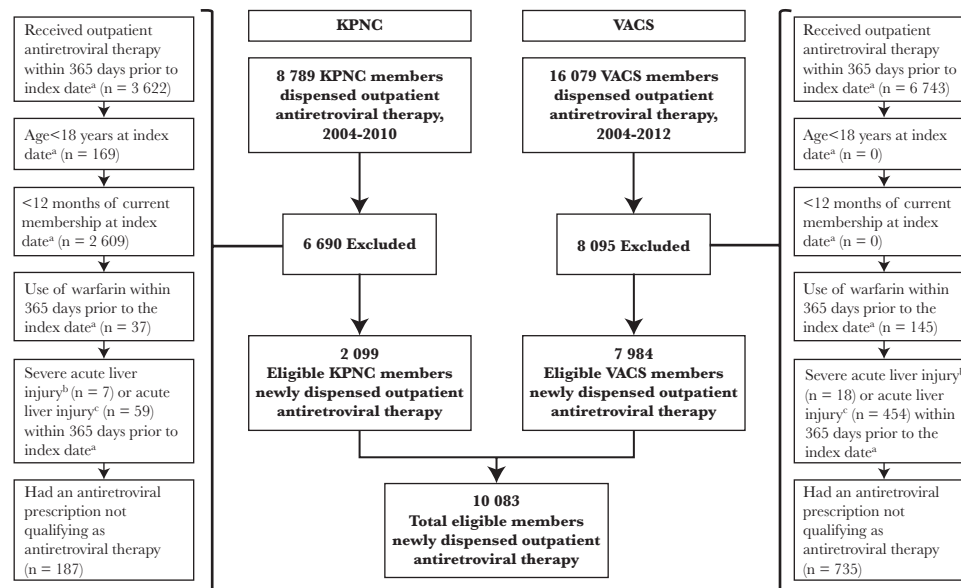 Received outpatient
antiretroviral therapy
within 365 days prior to
index dateᵃ (n = 3 622)
Age<18 years at index
dateᵃ (n = 169)
<12 months of current
membership at index
dateᵃ (n = 2 609)
Use of warfarin within
365 days prior to the
index dateᵃ (n = 37)
Severe acute liver
injuryᵇ (n = 7) or acute
liver injuryᶜ (n = 59)
within 365 days prior to
index dateᵃ
Had an antiretroviral
prescription not
qualifying as
antiretroviral therapy
(n = 187)
KPNC
8 789 KPNC members
dispensed outpatient
antiretroviral therapy,
2004-2010
6 690 Excluded
2 099
Eligible KPNC members
newly dispensed outpatient
antiretroviral therapy
VACS
16 079 VACS members
dispensed outpatient
antiretroviral therapy,
2004-2012
8 095 Excluded
7 984
Eligible VACS members
newly dispensed outpatient
antiretroviral therapy
10 083
Total eligible members
newly dispensed outpatient
antiretroviral therapy
Received outpatient
antiretroviral therapy
within 365 days prior to
index dateᵃ (n = 6 743)
Age<18 years at index
dateᵃ (n = 0)
<12 months of current
membership at index
dateᵃ (n = 0)
Use of warfarin within
365 days prior to the
index dateᵃ (n = 145)
Severe acute liver injuryᵇ
(n = 18) or acute liver
injuryᶜ (n = 454) within
365 days prior to the
index dateᵃ
Had an antiretroviral
prescription not
qualifying as
antiretroviral therapy
(n = 735)